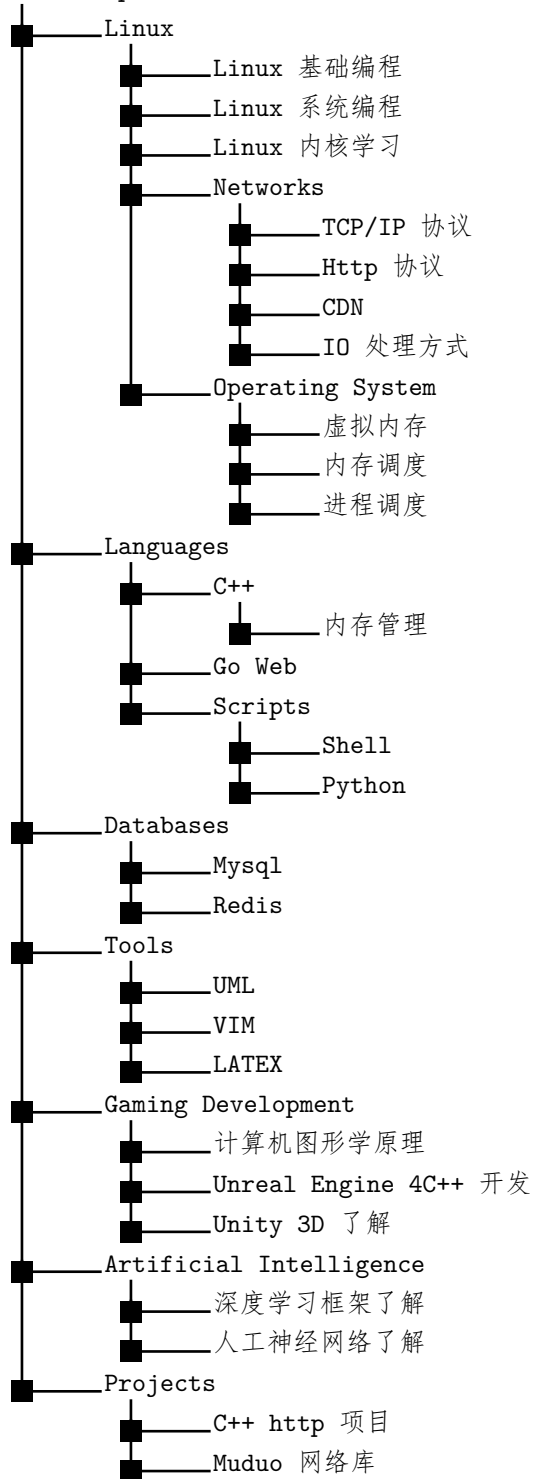 Linux
Linux 基础编程
Linux 系统编程
Linux 内核学习
Networks
TCP/IP 协议
Http 协议
CDN
IO 处理方式
Operating System
虚拟内存
内存调度
进程调度
Languages
C++
内存管理
Go Web
Scripts
Shell
Python
Databases
Mysql
Redis
Tools
UML
VIM
LATEX
Gaming Development
计算机图形学原理
Unreal Engine 4C++ 开发
Unity 3D 了解
Artificial Intelligence
深度学习框架了解
人工神经网络了解
Projects
C++ http 项目
Muduo 网络库